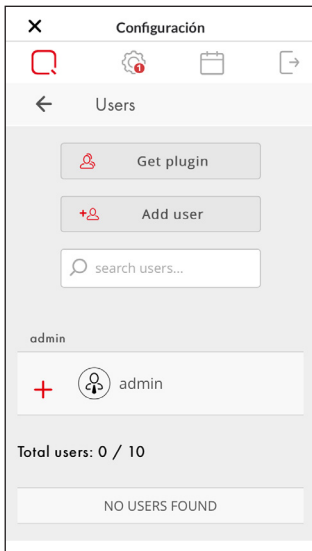 Configuración
1
Users
Get plugin
Add user
search users...
admin
admin
Total users: 0 / 10
NO USERS FOUND